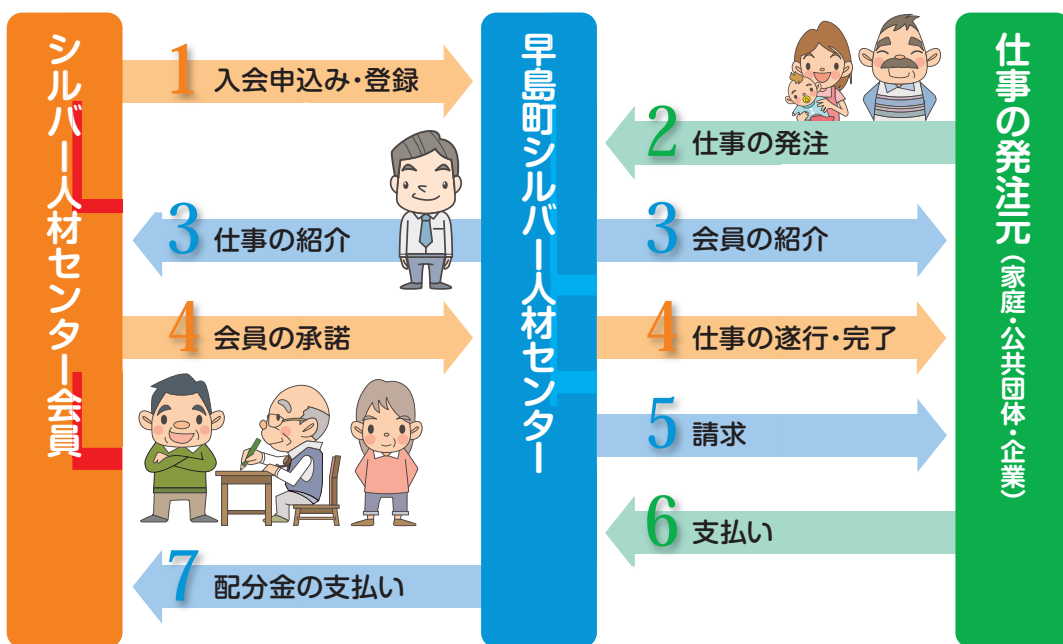 シルバー人材センター会員
早島町シルバー人材センター
仕事の発注元(家庭・公共団体・企業)
1 入会申込み・登録
2 仕事の発注
3 仕事の紹介
3 会員の紹介
4 会員の承諾
4 仕事の遂行・完了
5 請求
6 支払い
7 配分金の支払い